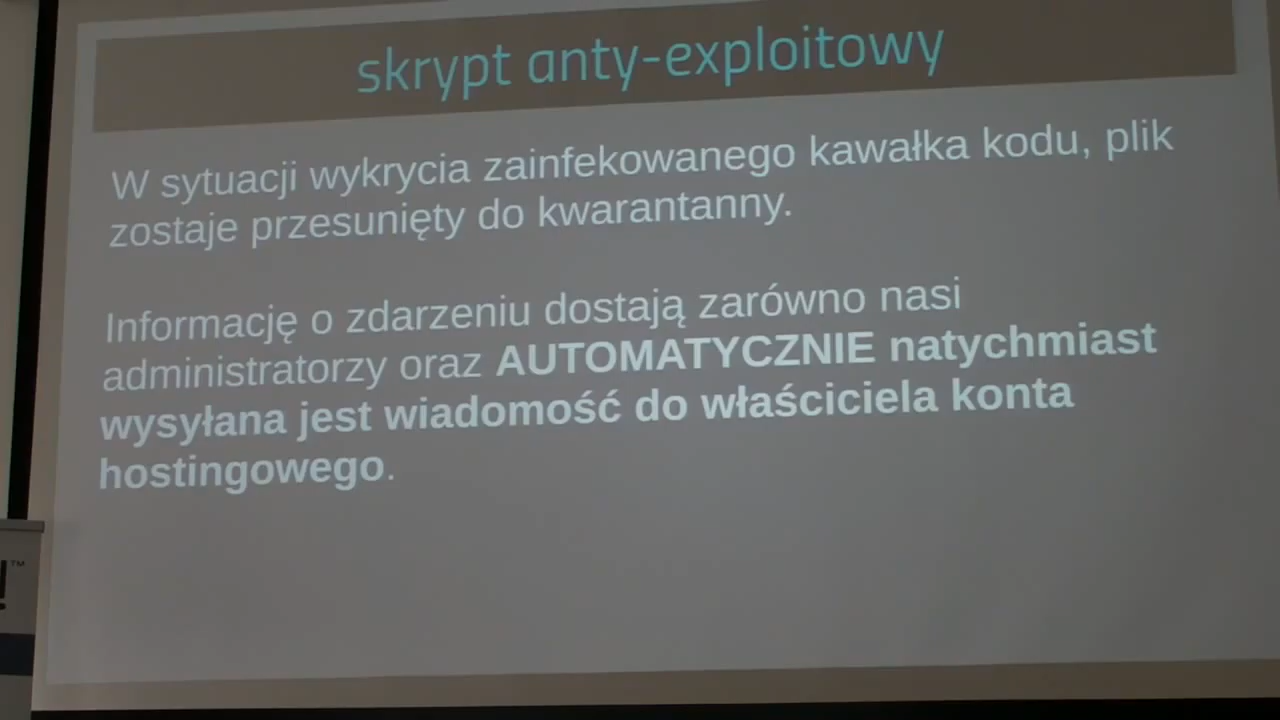 skrypt anty-exploitowy
W sytuacji wykrycia zainfekowanego kawałka kodu, plik
zostaje przesunięty do kwarantanny.
Informację o zdarzeniu dostają zarówno nasi
administratorzy oraz AUTOMATYCZNIE natychmiast
wysyłana jest wiadomość do właściciela konta
hostingowego.
!™